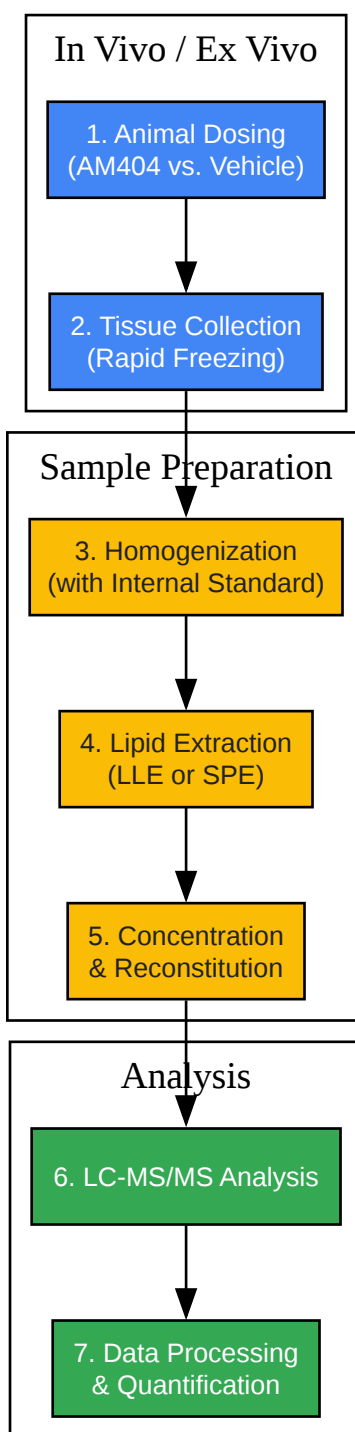 In Vivo / Ex Vivo
1. Animal Dosing
(AM404 vs. Vehicle)
2. Tissue Collection
(Rapid Freezing)
Sample Preparation
3. Homogenization
(with Internal Standard)
4. Lipid Extraction
(LLE or SPE)
5. Concentration
& Reconstitution
Analysis
6. LC-MS/MS Analysis
7. Data Processing
& Quantification